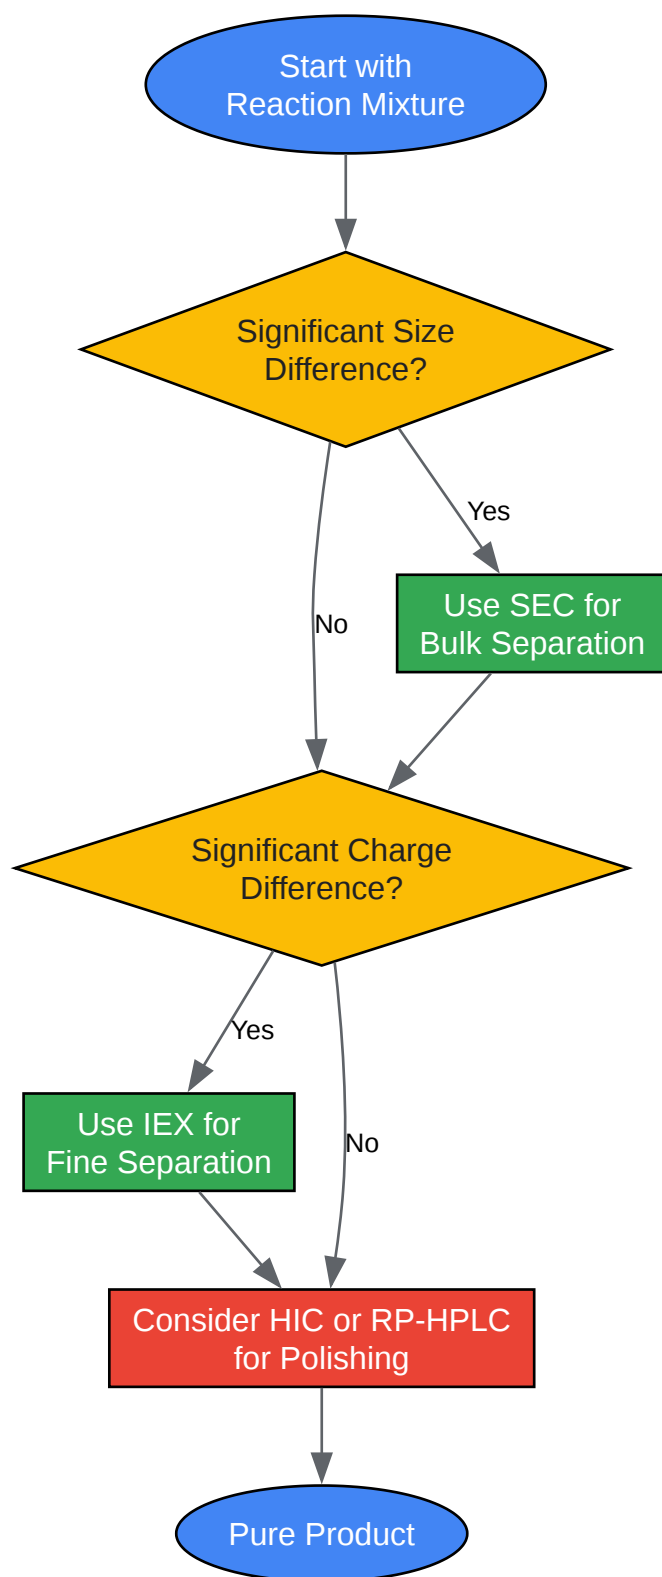 Start with
Reaction Mixture
Significant Size
Difference?
Yes
Use SEC for
Bulk Separation
No
Significant Charge
Difference?
Yes
Use IEX for
Fine Separation
No
Consider HIC or RP-HPLC
for Polishing
Pure Product